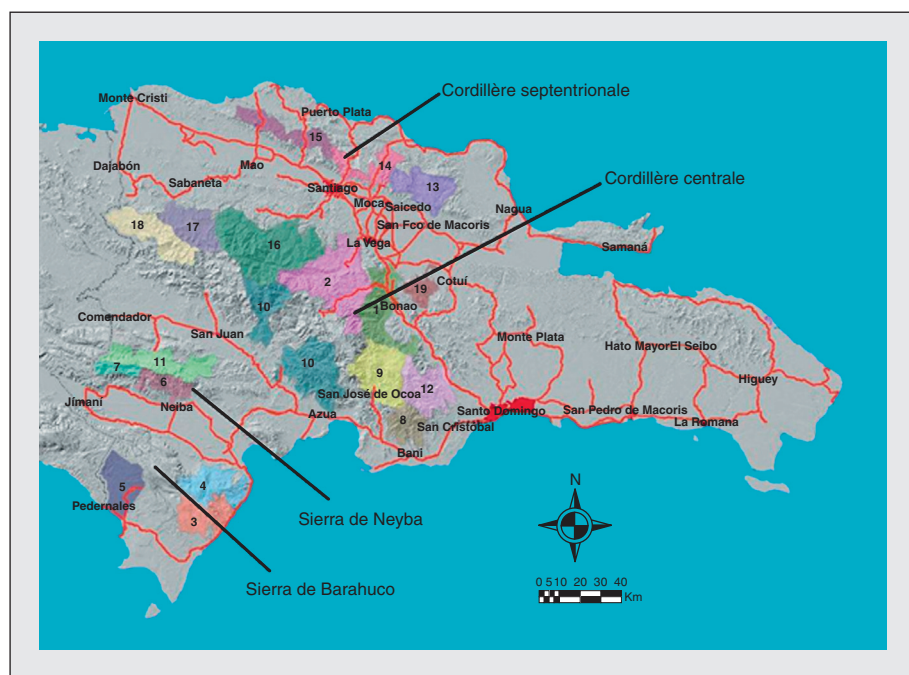 Cordillère septentrionale
Monte Cristi
Puerto Plata
15
Cordillère centrale
Dajabón
Mao
14
Sabaneta
Santiago
13
Moca
Saicedo
Nagua
18
17
San Fco de Macoris
16
La Vega
Samaná
2
Cotuí
19
10
1
Bonao
Comendador
San Juan
Monte Plata
Hato Mayor
El Seibo
11
7
10
9
6
12
Higuey
San José de Ocoa
Jímani
Neiba
Azua
Santo Domingo
San Pedro de Macoris
8
San Cristóbal
La Romana
Bani
5
4
N
Pedernales
3
Sierra de Neyba
Sierra de Barahuco
0 5 10 20 30 40
Km